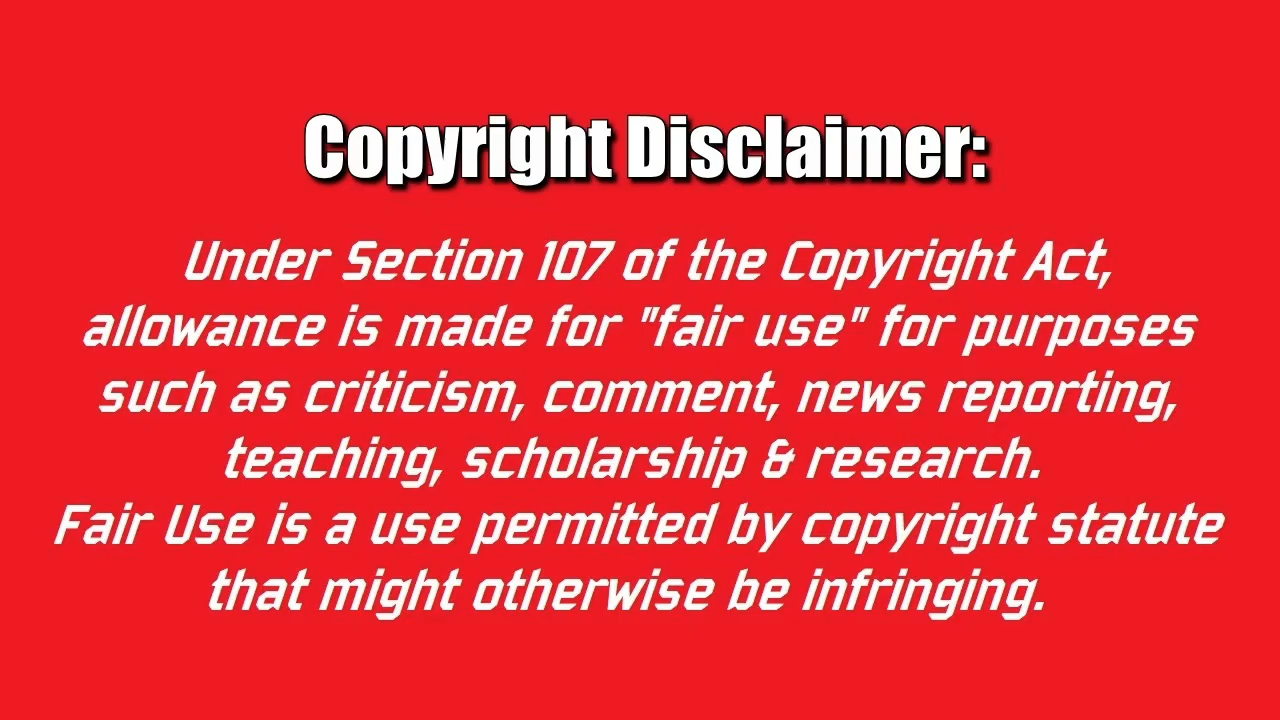 Copyright Disclaimer:
Under Section 107 of the Copyright Act,
allowance is made for "fair use" for purposes
such as criticism, comment, news reporting,
teaching, scholarship & research.
Fair Use is a use permitted by copyright statute
that might otherwise be infringing.